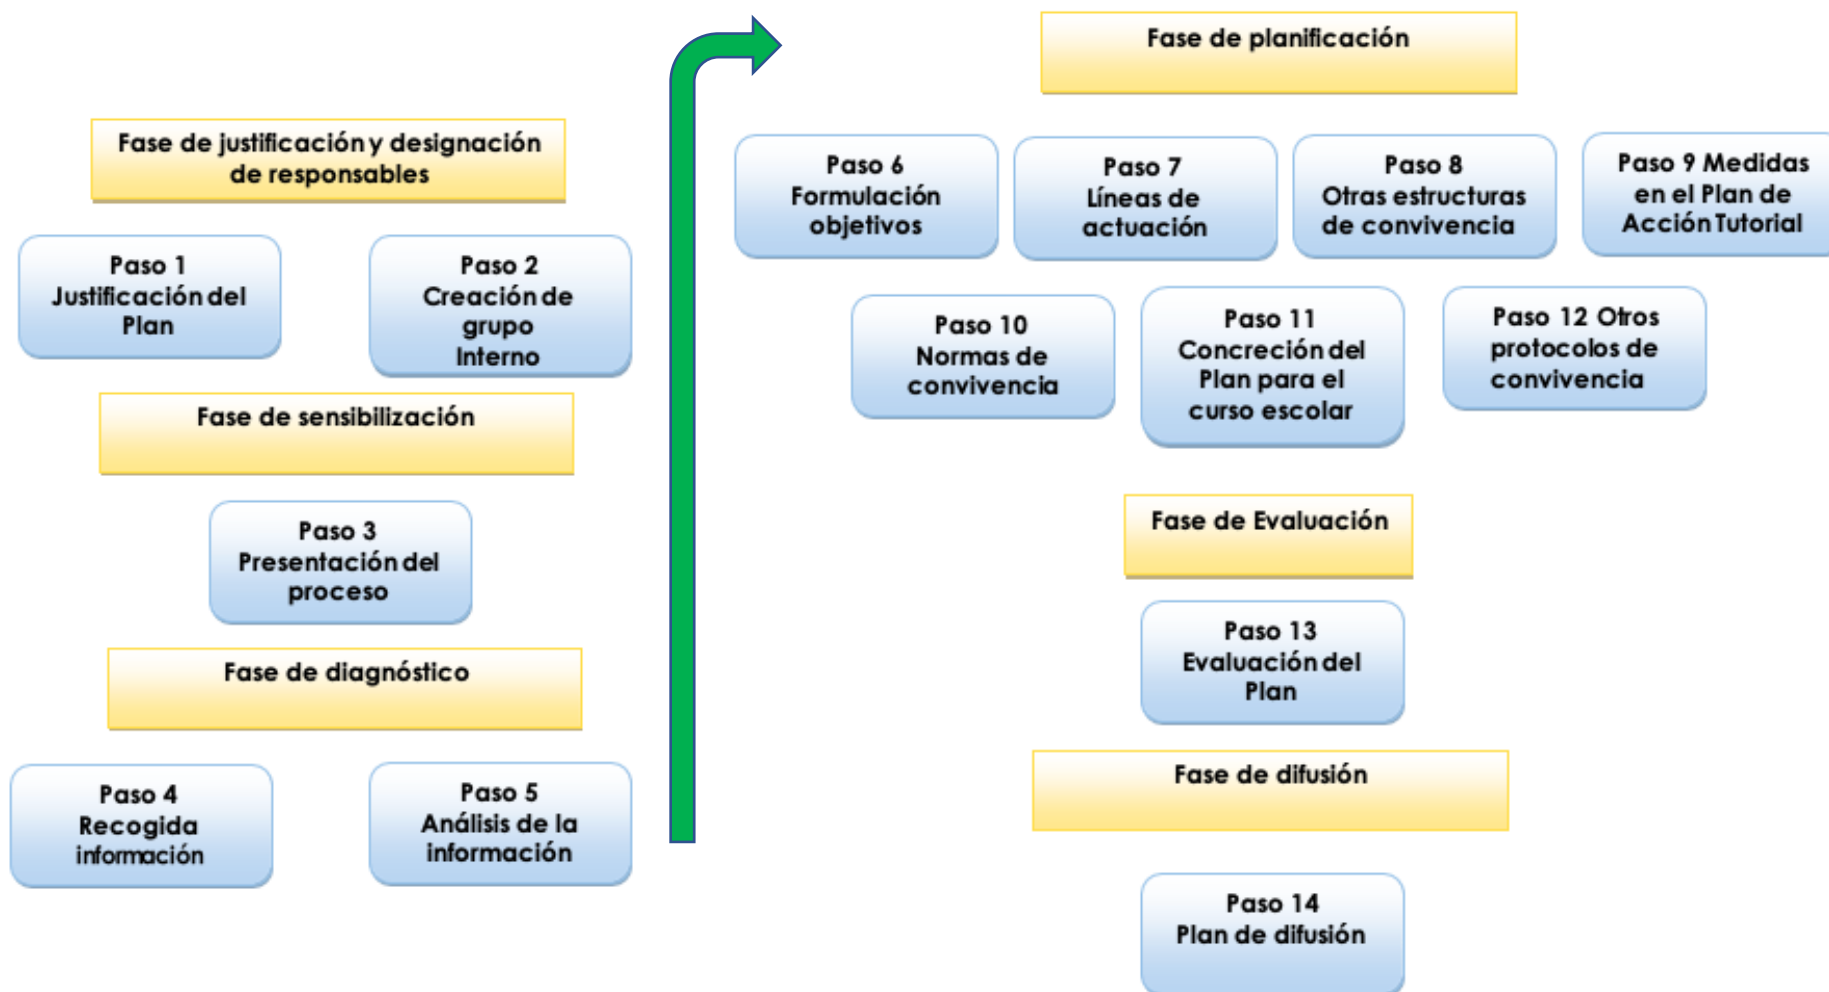 Fase de justificación y designación
de responsables
Paso 1
Justificación del
Plan
Paso 2
Creación de
grupo
Interno
Fase de sensibilización
Paso 3
Presentación del
proceso
Fase de diagnóstico
Paso 4
Recogida
información
Paso 5
Análisis de la
información
Fase de planificación
Paso 6
Formulación
objetivos
Paso 7
Líneas de
actuación
Paso 8
Otras estructuras
de convivencia
Paso 9 Medidas
en el Plan de
Acción Tutorial
Paso 10
Normas de
convivencia
Paso 11
Concreción del
Plan para el
curso escolar
Paso 12 Otros
protocolos de
convivencia
Fase de Evaluación
Paso 13
Evaluación del
Plan
Fase de difusión
Paso 14
Plan de difusión